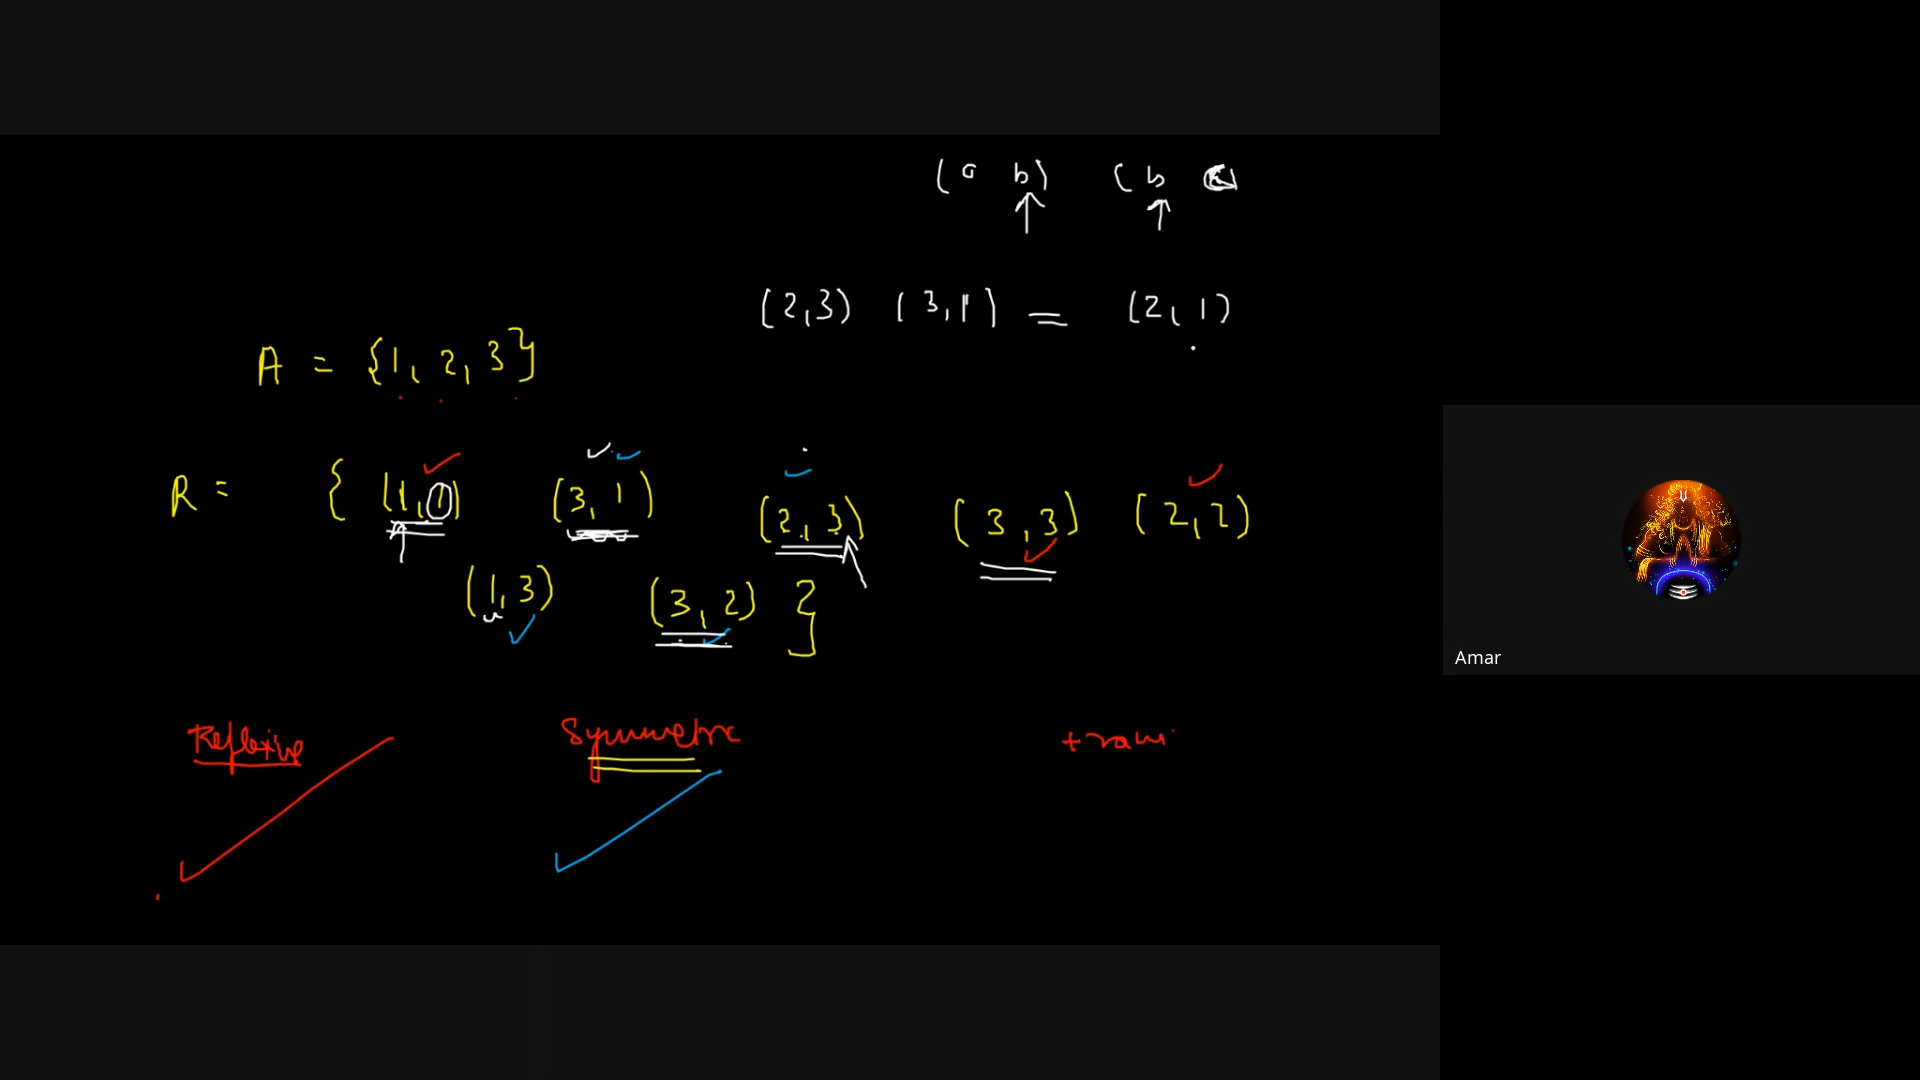 (a b) (b
(2,3) (3,1) = (2,1)
A = {1, 2, 3}
R = { (1,1) (3,1) (2,3) (3,3) (2,2)
(1,3) (3,2) }
Reflexive Symmetric trans
Amar